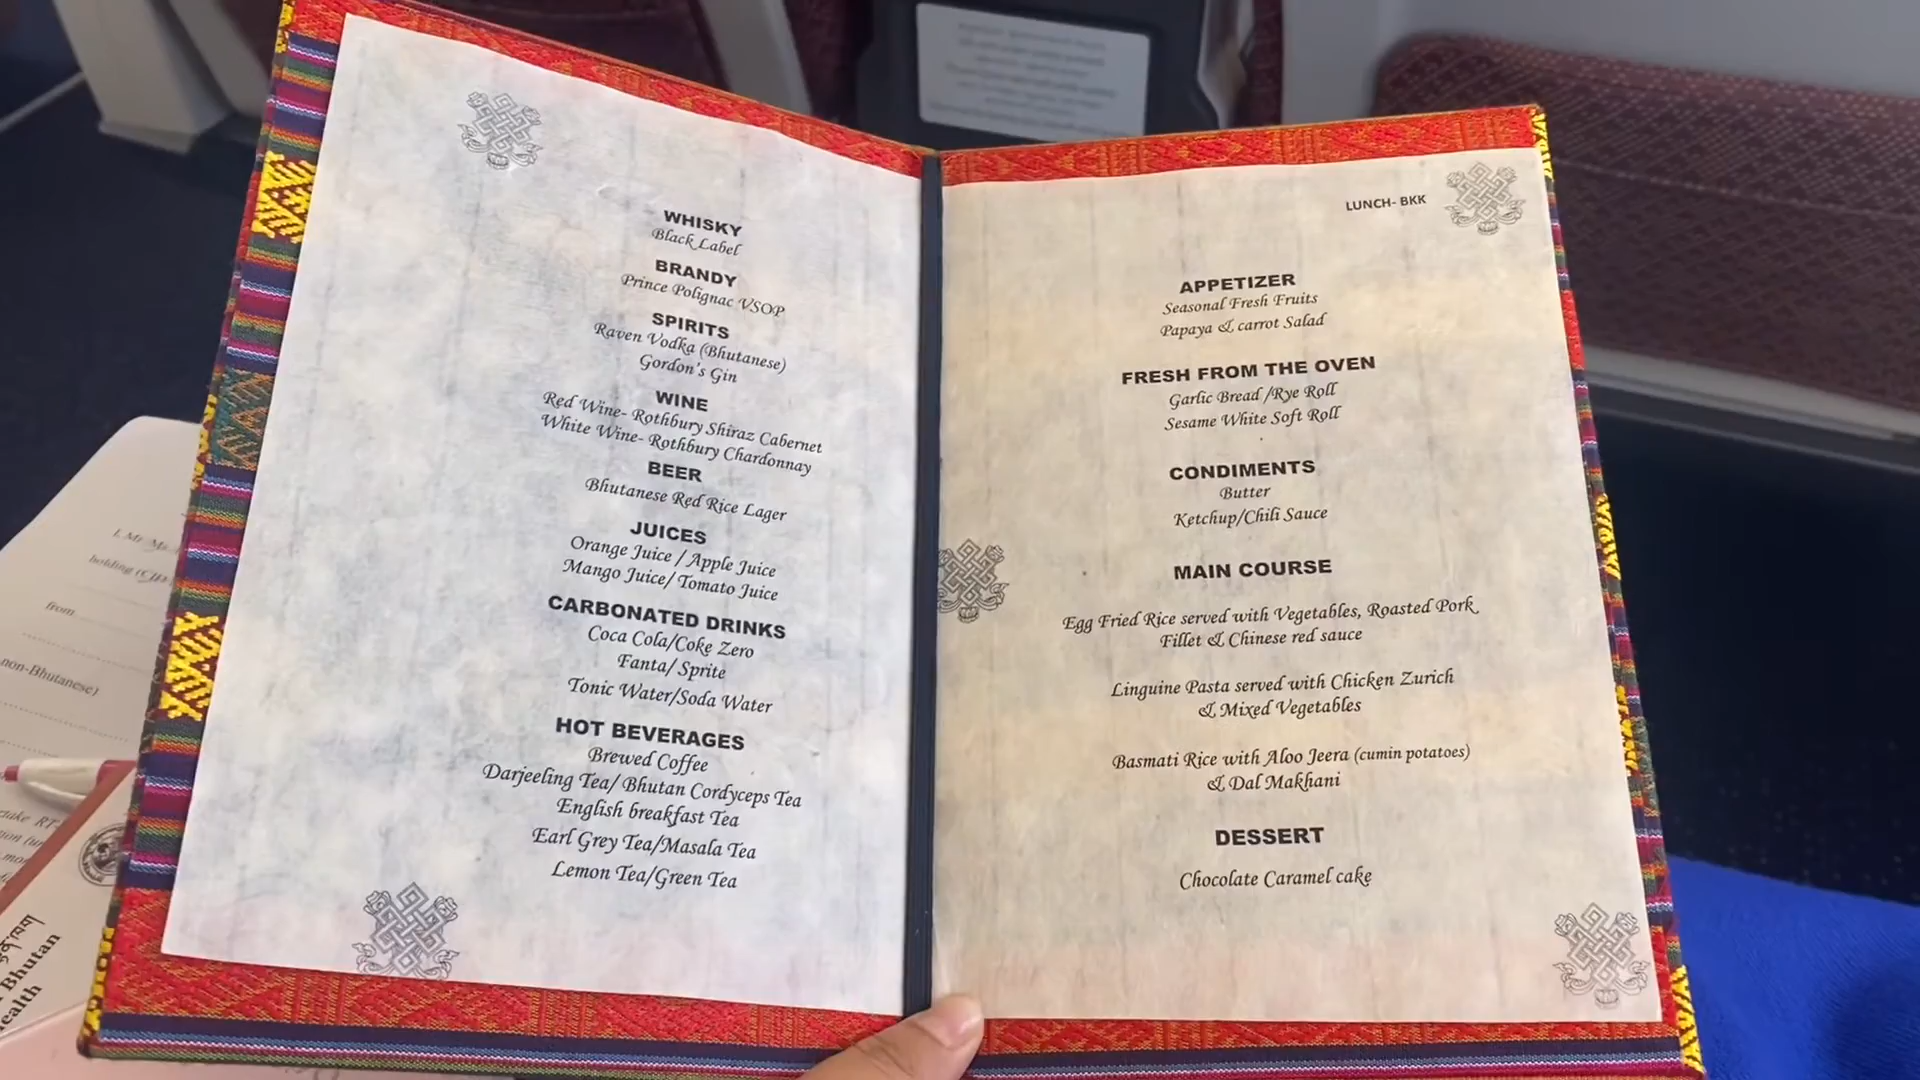 WHISKY
Black Label
BRANDY
Prince Polignac VSOP
SPIRITS
Raven Vodka (Bhutanese)
Gordon's Gin
WINE
Red Wine- Rothbury Shiraz Cabernet
White Wine- Rothbury Chardonnay
BEER
Bhutanese Red Rice Lager
JUICES
Orange Juice / Apple Juice
Mango Juice/ Tomato Juice
CARBONATED DRINKS
Coca Cola/Coke Zero
Fanta/ Sprite
Tonic Water/Soda Water
HOT BEVERAGES
Brewed Coffee
Darjeeling Tea/ Bhutan Cordyceps Tea
English breakfast Tea
Earl Grey Tea/Masala Tea
Lemon Tea/Green Tea
LUNCH- BKK
APPETIZER
Seasonal Fresh Fruits
Papaya & carrot Salad
FRESH FROM THE OVEN
Garlic Bread /Rye Roll
Sesame White Soft Roll
CONDIMENTS
Butter
Ketchup/Chili Sauce
MAIN COURSE
Egg Fried Rice served with Vegetables, Roasted Pork
Fillet & Chinese red sauce
Linguine Pasta served with Chicken Zurich
& Mixed Vegetables
Basmati Rice with Aloo Jeera (cumin potatoes)
& Dal Makhani
DESSERT
Chocolate Caramel cake
holding
from
non-Bhutanese)
Bhutan